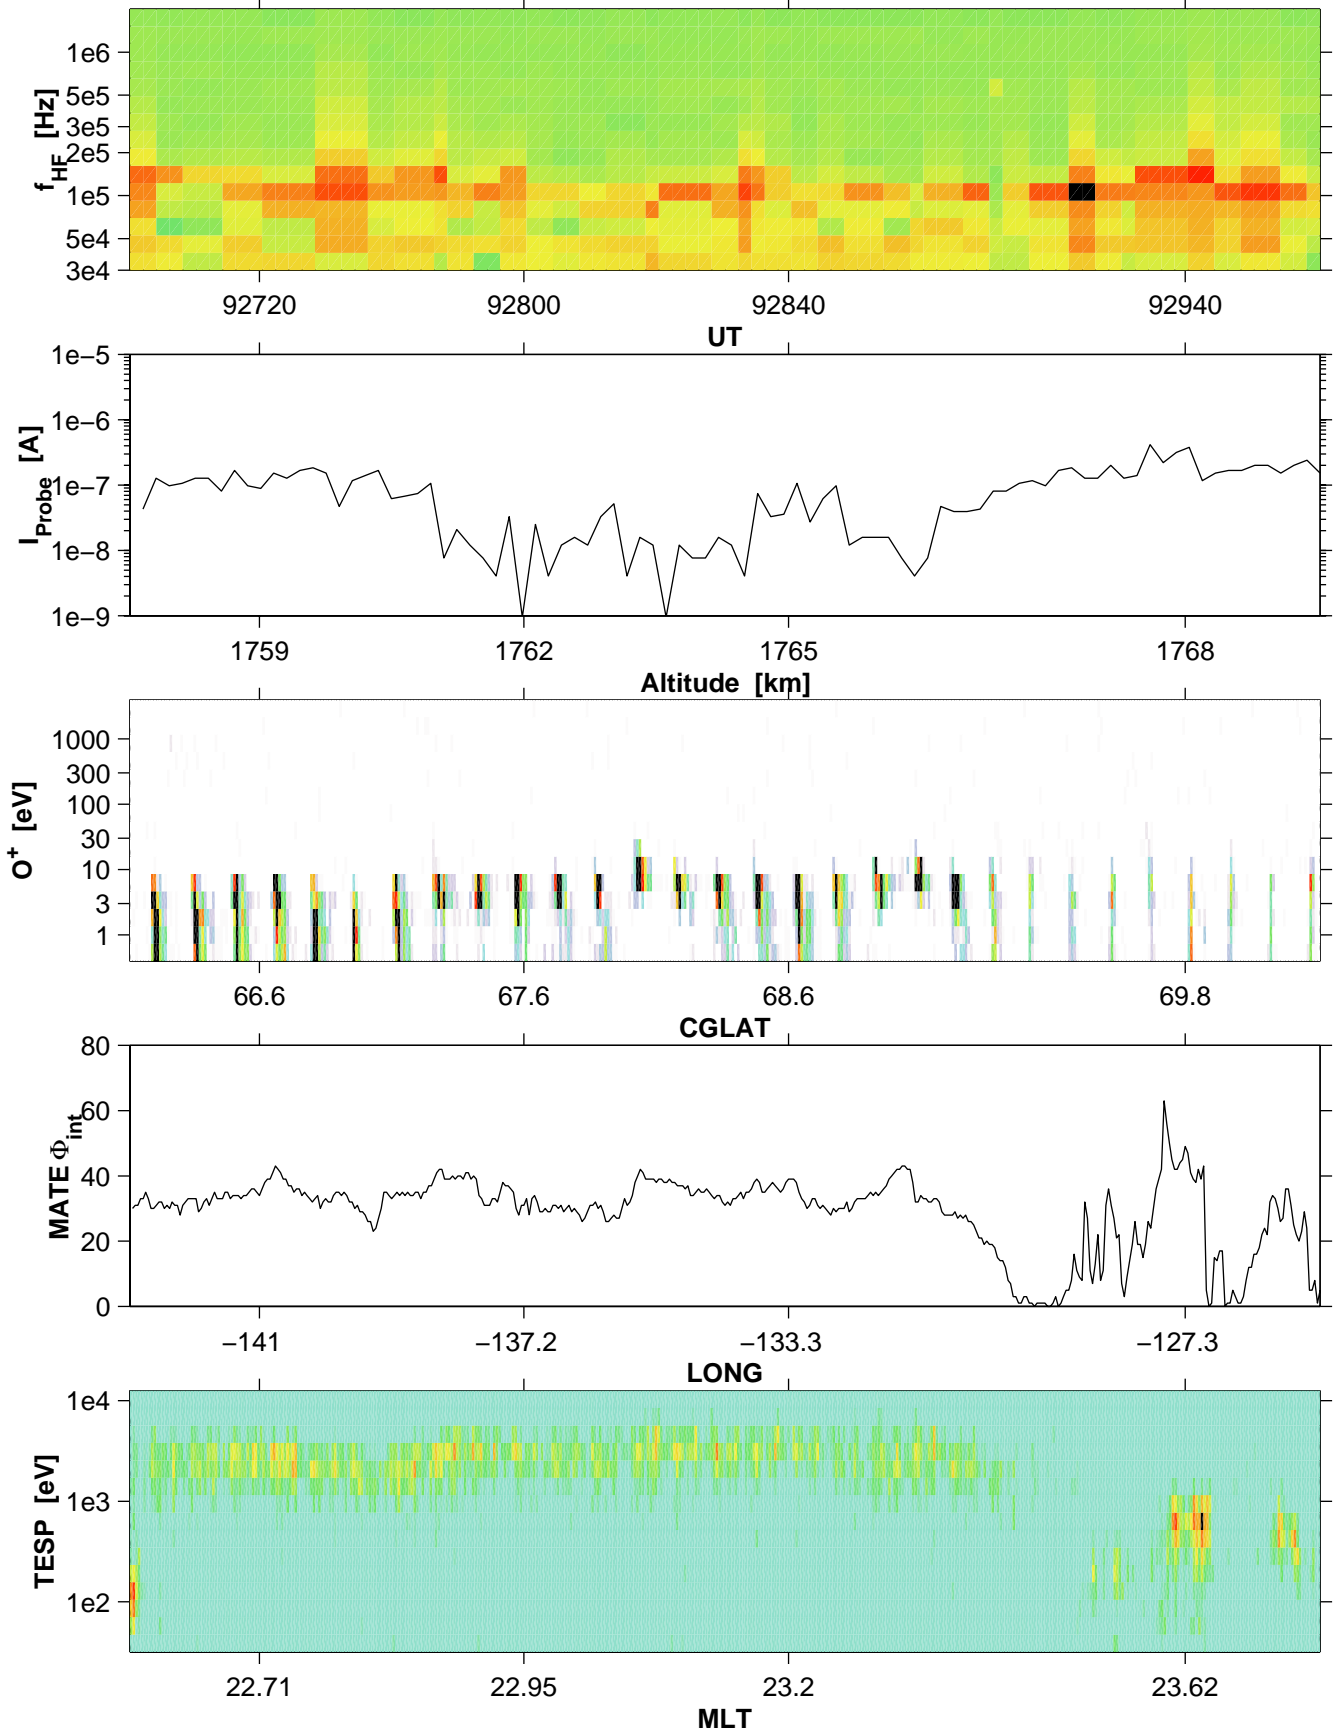 1e6
5e5
3e5
2e5
1e5
5e4
3e4
f_HF [Hz]
92720 92800 92840 92940
UT
1e−5
1e−6
1e−7
1e−8
1e−9
I_Probe [A]
1759 1762 1765 1768
Altitude [km]
1000
300
100
30
10
3
1
O⁺ [eV]
66.6 67.6 68.6 69.8
CGLAT
80
60
40
20
0
MATE Φ_int
−141 −137.2 −133.3 −127.3
LONG
1e4
1e3
1e2
TESP [eV]
22.71 22.95 23.2 23.62
MLT